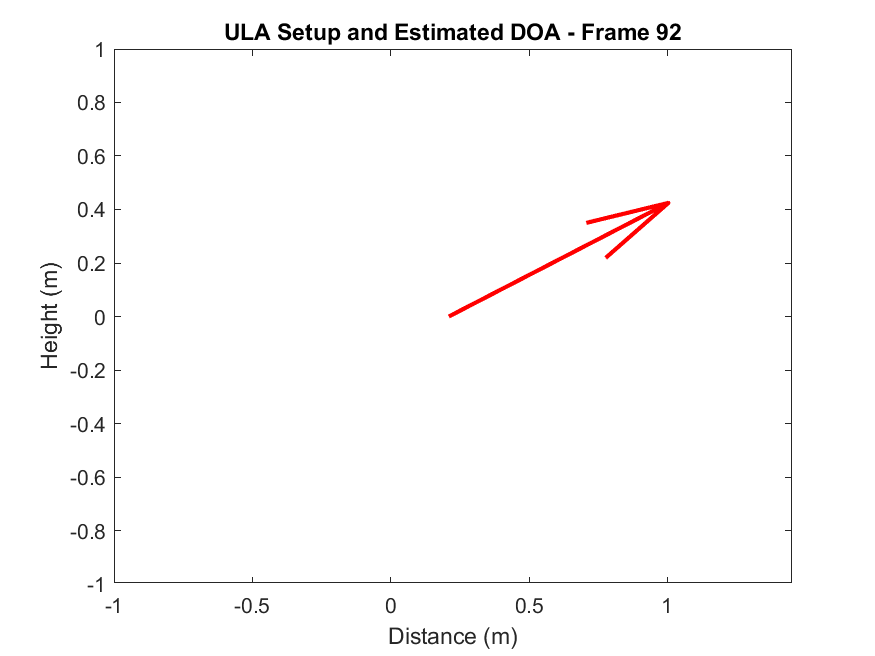 ULA Setup and Estimated DOA - Frame 92
1
0.8
0.6
0.4
0.2
0
-0.2
-0.4
-0.6
-0.8
-1
Height (m)
-1 -0.5 0 0.5 1
Distance (m)